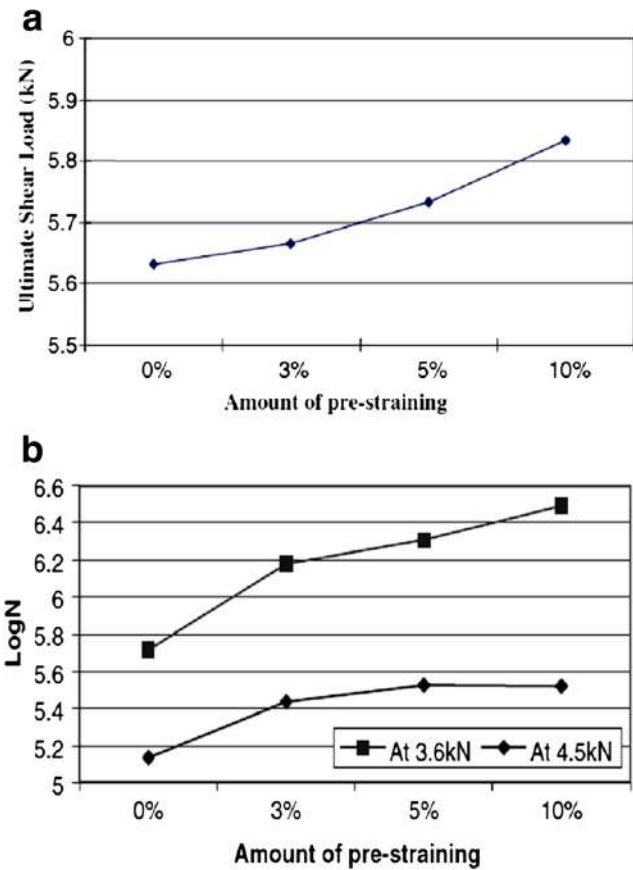 a
Ultimate Shear Load (kN)
6
5.9
5.8
5.7
5.6
5.5
0% 3% 5% 10%
Amount of pre-straining
b
LogN
6.6
6.4
6.2
6
5.8
5.6
5.4
5.2
5
At 3.6kN At 4.5kN
0% 3% 5% 10%
Amount of pre-straining